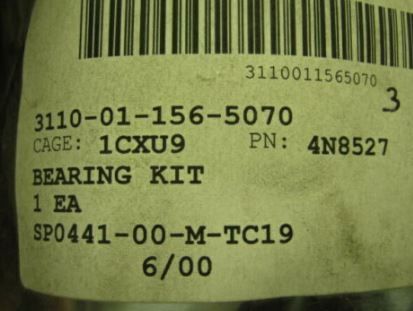 3110011565070
3
3110-01-156-5070
CAGE: 1CXU9 PN: 4N8527
BEARING KIT
1 EA
SP0441-00-M-TC19
6/00